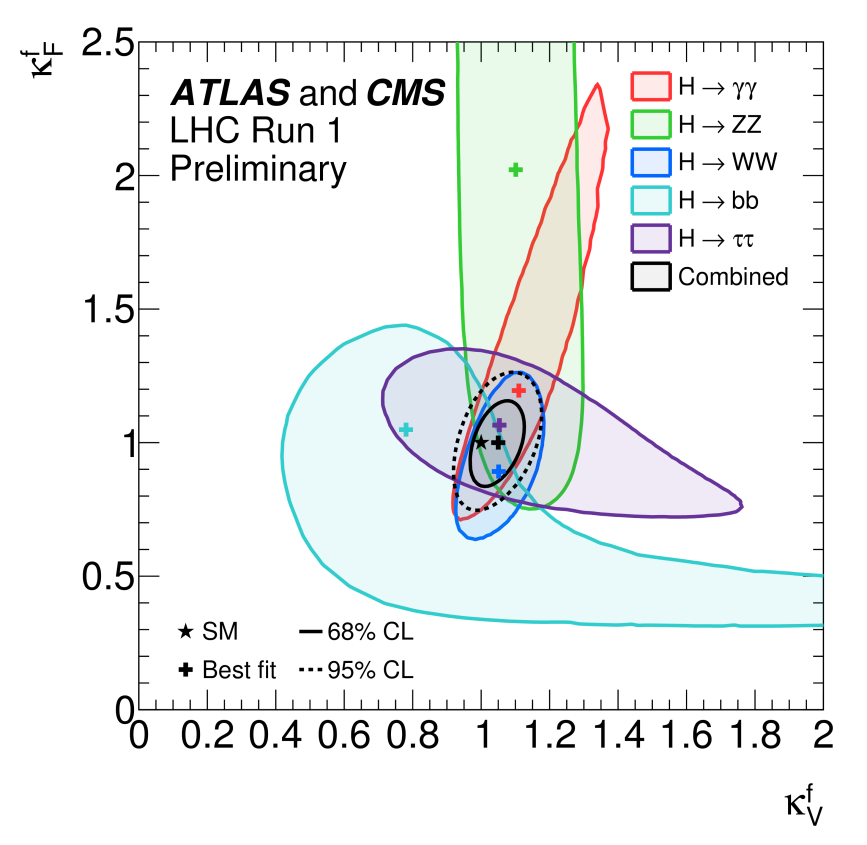 κ_F^f
2.5
2
1.5
1
0.5
0
ATLAS and CMS
LHC Run 1
Preliminary
H → γγ
H → ZZ
H → WW
H → bb
H → ττ
Combined
SM
68% CL
Best fit
95% CL
0 0.2 0.4 0.6 0.8 1 1.2 1.4 1.6 1.8 2
κ_V^f